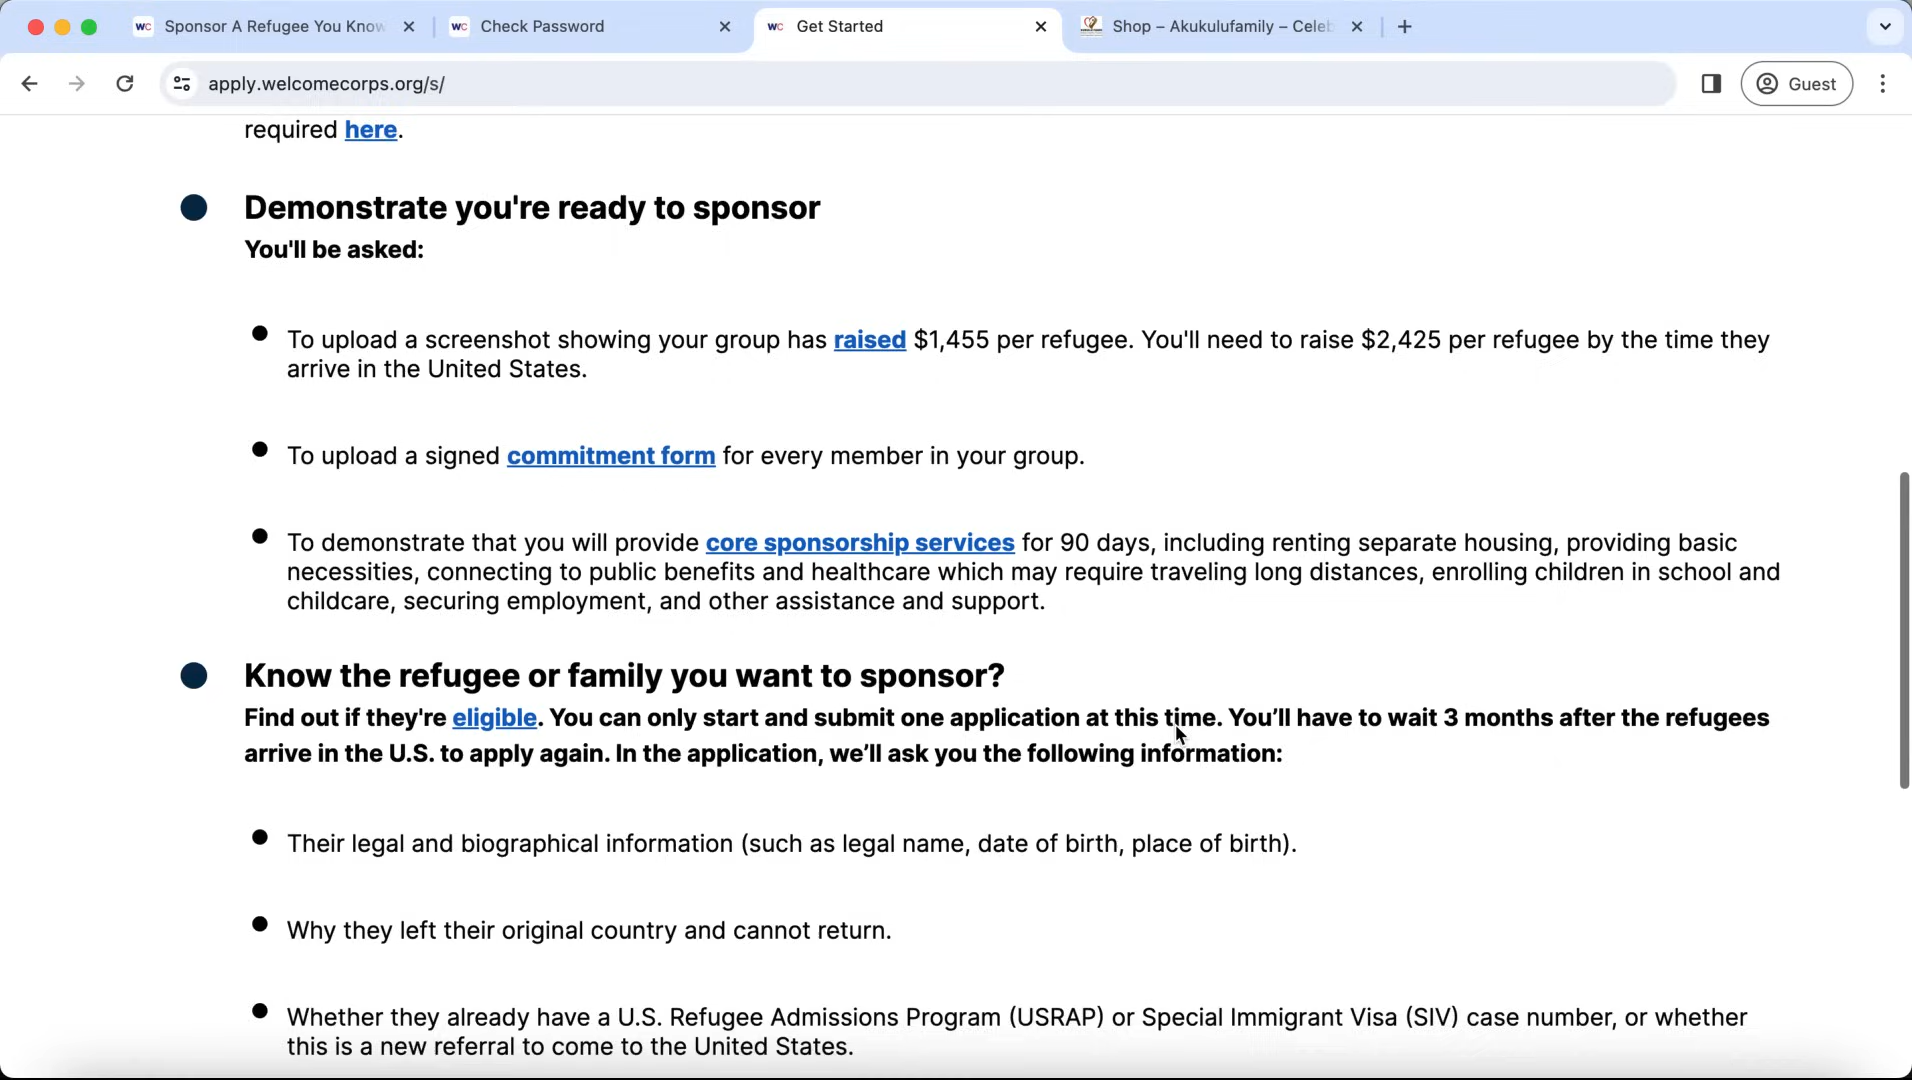 Sponsor A Refugee You Know
Check Password
Get Started
Shop – Akukulufamily – Celeb
apply.welcomecorps.org/s/
Guest
required here.
Demonstrate you're ready to sponsor
You'll be asked:
To upload a screenshot showing your group has raised $1,455 per refugee. You'll need to raise $2,425 per refugee by the time they
arrive in the United States.
To upload a signed commitment form for every member in your group.
To demonstrate that you will provide core sponsorship services for 90 days, including renting separate housing, providing basic
necessities, connecting to public benefits and healthcare which may require traveling long distances, enrolling children in school and
childcare, securing employment, and other assistance and support.
Know the refugee or family you want to sponsor?
Find out if they're eligible. You can only start and submit one application at this time. You’ll have to wait 3 months after the refugees
arrive in the U.S. to apply again. In the application, we’ll ask you the following information:
Their legal and biographical information (such as legal name, date of birth, place of birth).
Why they left their original country and cannot return.
Whether they already have a U.S. Refugee Admissions Program (USRAP) or Special Immigrant Visa (SIV) case number, or whether
this is a new referral to come to the United States.